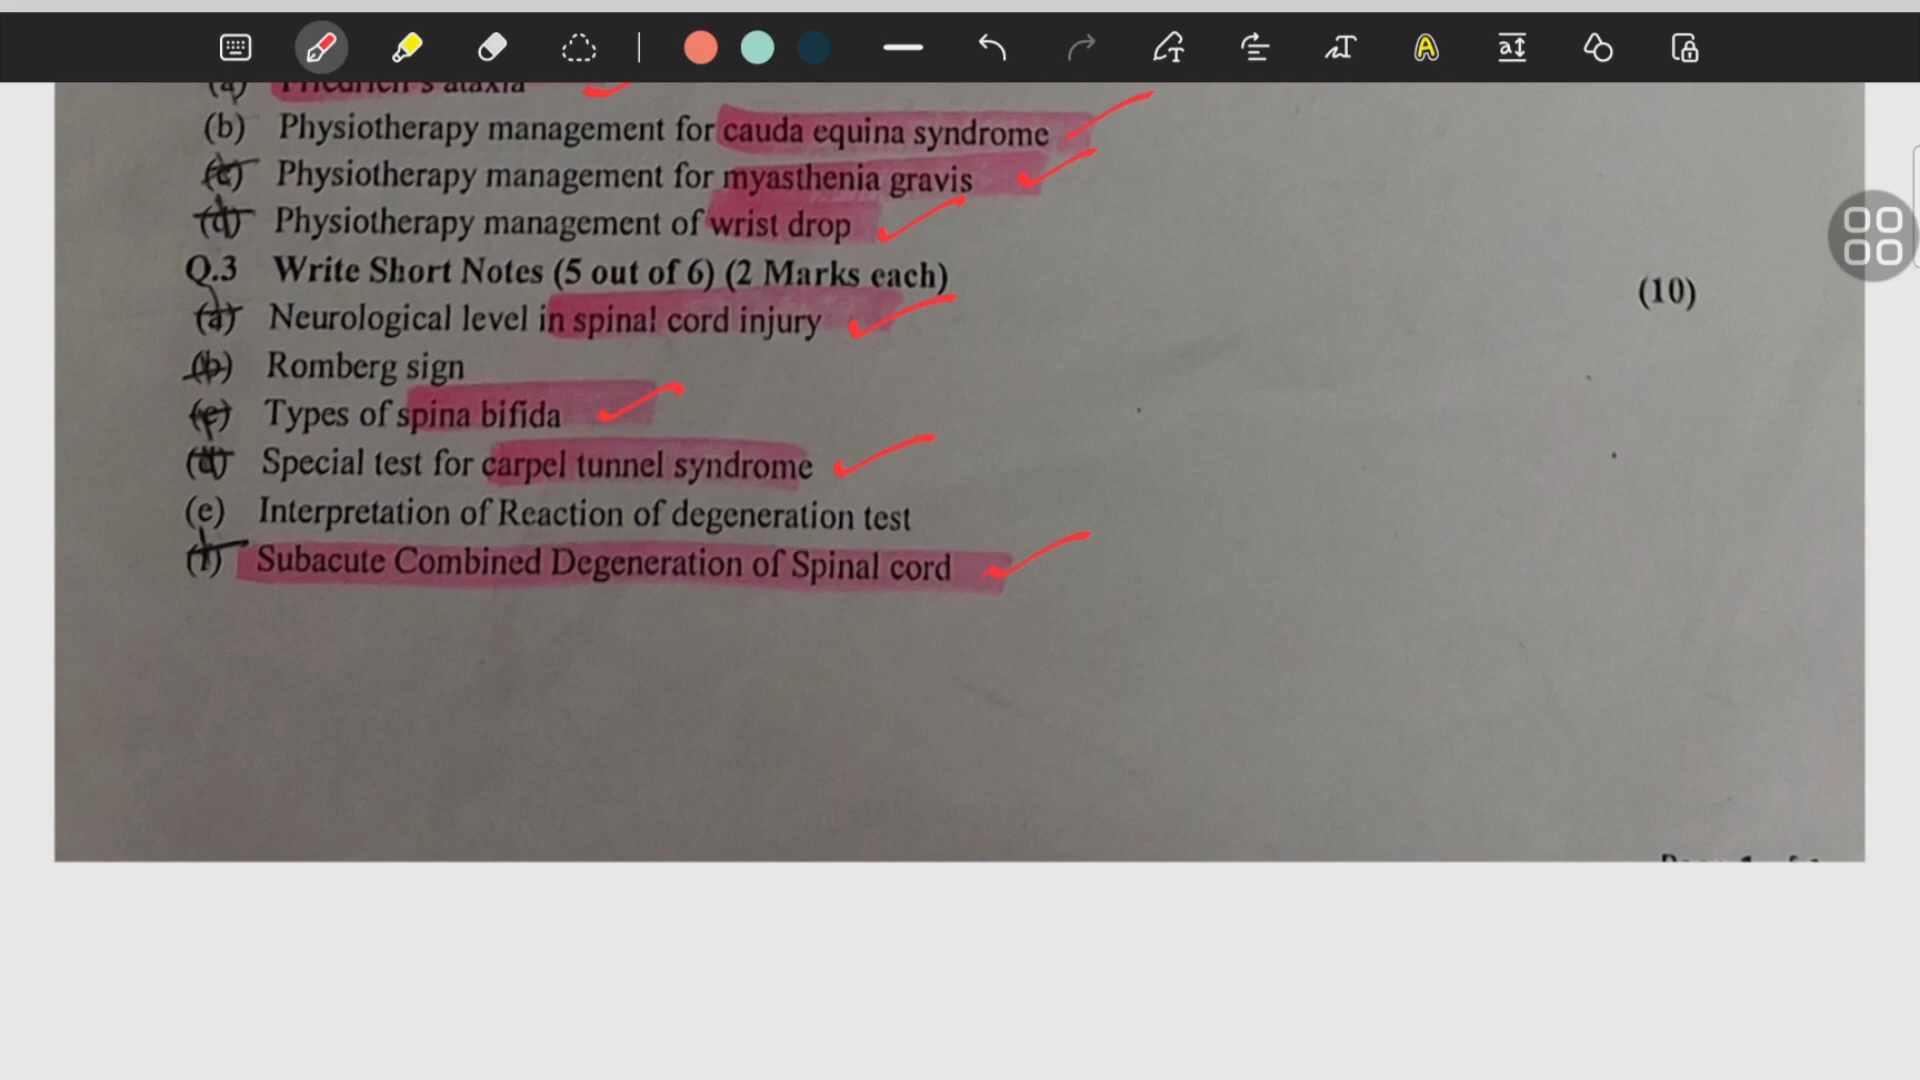 (a) Friedrich's ataxia
(b) Physiotherapy management for cauda equina syndrome
(c) Physiotherapy management for myasthenia gravis
(d) Physiotherapy management of wrist drop
Q.3 Write Short Notes (5 out of 6) (2 Marks each) (10)
(a) Neurological level in spinal cord injury
(b) Romberg sign
(c) Types of spina bifida
(d) Special test for carpel tunnel syndrome
(e) Interpretation of Reaction of degeneration test
(f) Subacute Combined Degeneration of Spinal cord